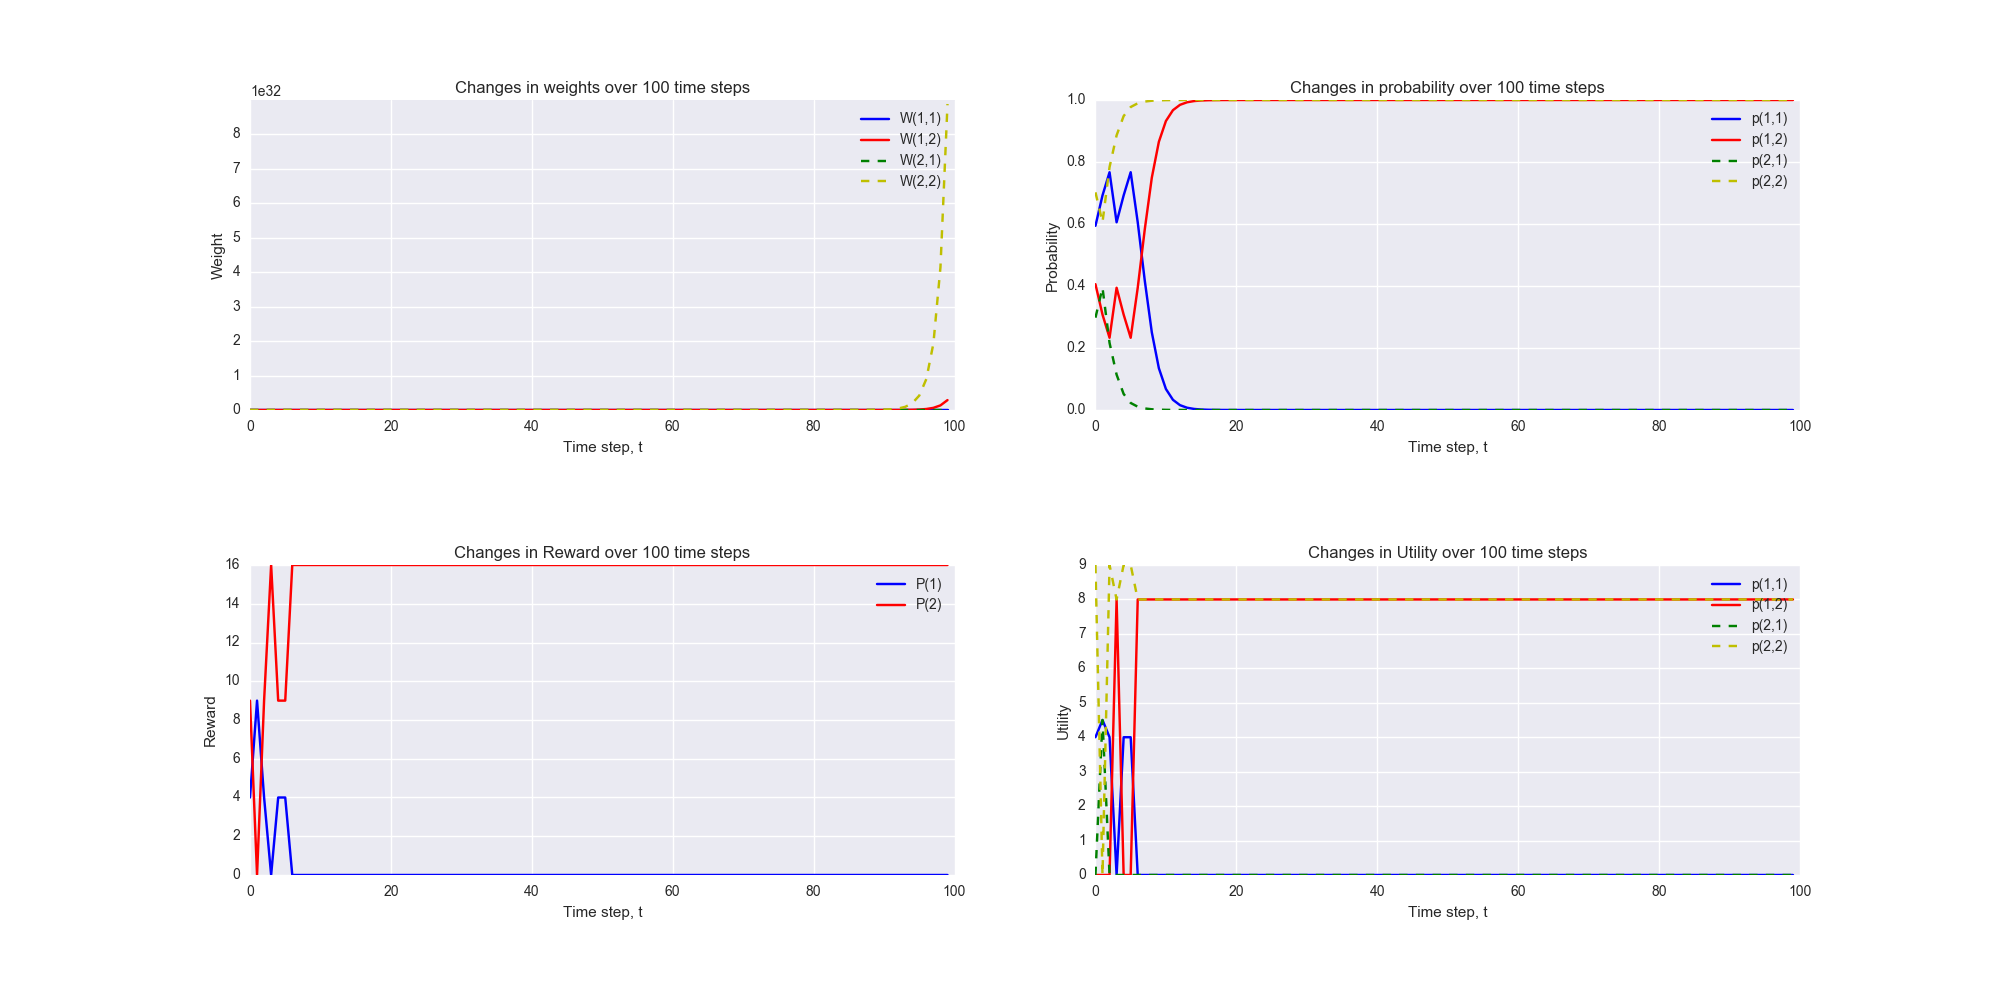 Changes in weights over 100 time steps
1e32
8
7
6
5
4
3
2
1
0
Weight
0 20 40 60 80 100
Time step, t
W(1,1)
W(1,2)
W(2,1)
W(2,2)
Changes in probability over 100 time steps
1.0
0.8
0.6
0.4
0.2
0.0
Probability
0 20 40 60 80 100
Time step, t
p(1,1)
p(1,2)
p(2,1)
p(2,2)
Changes in Reward over 100 time steps
16
14
12
10
8
6
4
2
0
Reward
0 20 40 60 80 100
Time step, t
P(1)
P(2)
Changes in Utility over 100 time steps
9
8
7
6
5
4
3
2
1
0
Utility
0 20 40 60 80 100
Time step, t
p(1,1)
p(1,2)
p(2,1)
p(2,2)